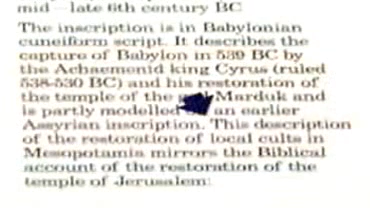 mid – late 6th century BC
The inscription is in Babylonian
cuneiform script. It describes the
capture of Babylon in 539 BC by
the Achaemenid king Cyrus (ruled
538-530 BC) and his restoration of
the temple of the Marduk and
is partly modelled an earlier
Assyrian inscription. This description
of the restoration of local cults in
Mesopotamia mirrors the Biblical
account of the restoration of the
temple of Jerusalem: